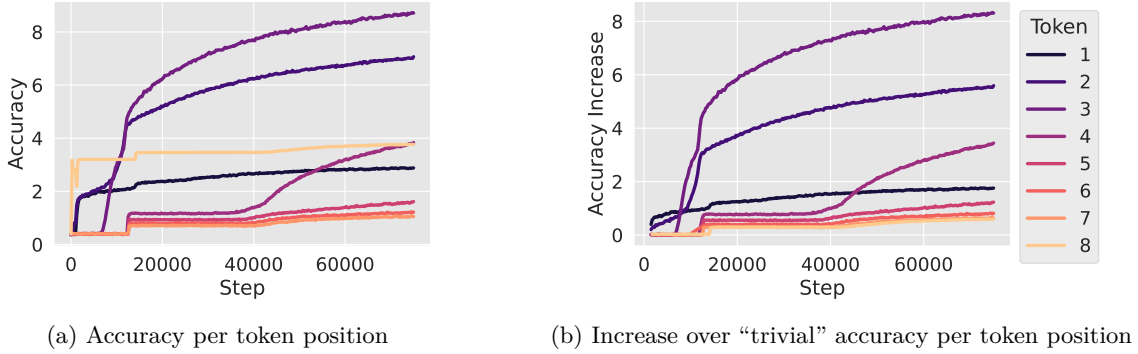 8
6
4
2
0
Accuracy
0 20000 40000 60000
Step
(a) Accuracy per token position
8
6
4
2
0
Accuracy Increase
0 20000 40000 60000
Step
(b) Increase over “trivial” accuracy per token position
Token
1
2
3
4
5
6
7
8